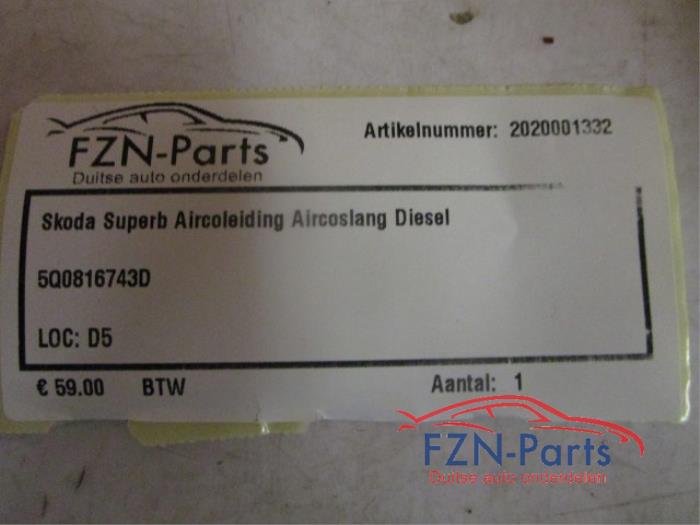 FZN-Parts
Duitse auto onderdelen
Artikelnummer: 2020001332
Skoda Superb Aircoleiding Aircoslang Diesel
5Q0816743D
LOC: D5
€ 59.00 BTW Aantal: 1
FZN-Parts
Duitse auto onderdelen